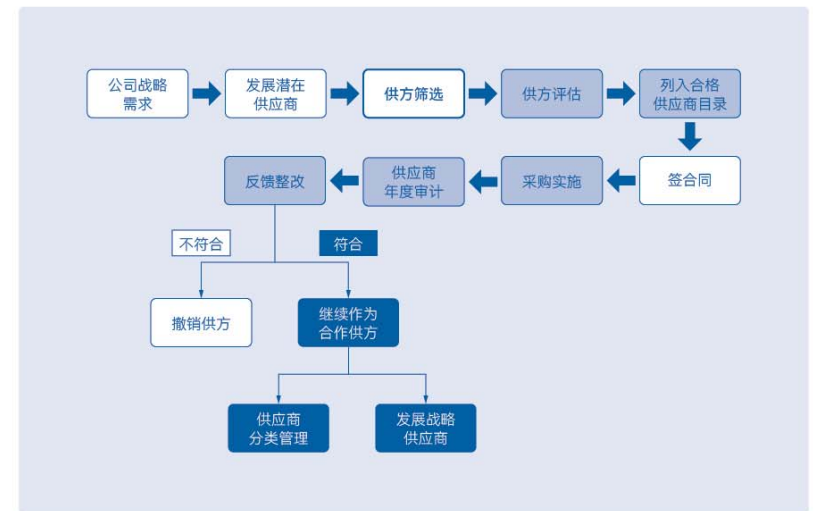 公司战略
需求
发展潜在
供应商
供方筛选
供方评估
列入合格
供应商目录
签合同
采购实施
供应商
年度审计
反馈整改
不符合
符合
撤销供方
继续作为
合作供方
供应商
分类管理
发展战略
供应商